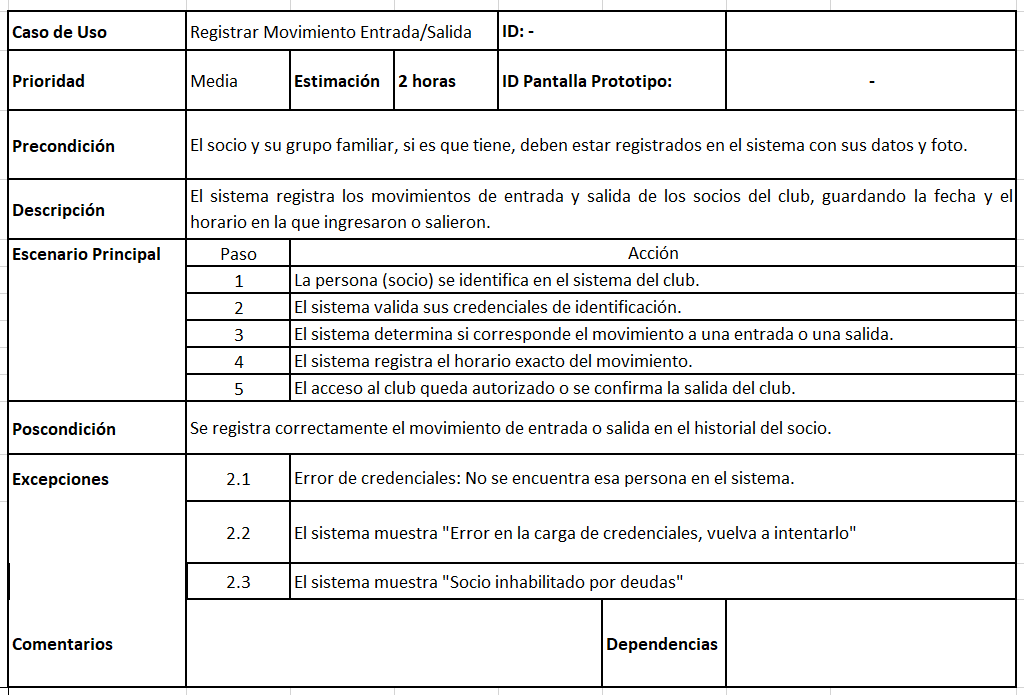 Caso de Uso Registrar Movimiento Entrada/Salida ID: -
Prioridad Media Estimación 2 horas ID Pantalla Prototipo: -
Precondición El socio y su grupo familiar, si es que tiene, deben estar registrados en el sistema con sus datos y foto.
Descripción El sistema registra los movimientos de entrada y salida de los socios del club, guardando la fecha y el
horario en la que ingresaron o salieron.
Escenario Principal Paso Acción
1 La persona (socio) se identifica en el sistema del club.
2 El sistema valida sus credenciales de identificación.
3 El sistema determina si corresponde el movimiento a una entrada o una salida.
4 El sistema registra el horario exacto del movimiento.
5 El acceso al club queda autorizado o se confirma la salida del club.
Poscondición Se registra correctamente el movimiento de entrada o salida en el historial del socio.
Excepciones 2.1 Error de credenciales: No se encuentra esa persona en el sistema.
2.2 El sistema muestra "Error en la carga de credenciales, vuelva a intentarlo"
2.3 El sistema muestra "Socio inhabilitado por deudas"
Comentarios Dependencias